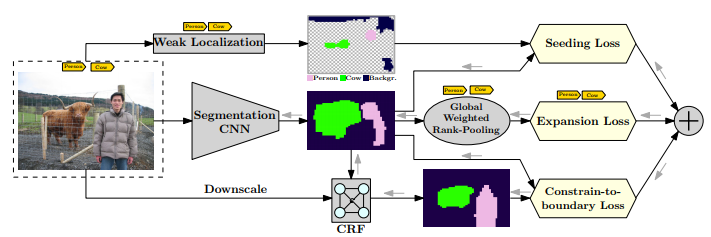 Person Cow
Weak Localization
Person Cow
Person Cow Backgr.
Seeding Loss
Segmentation
CNN
Person Cow
Global
Weighted
Rank-Pooling
Person Cow
Expansion Loss
Downscale
CRF
Constrain-to-
boundary Loss